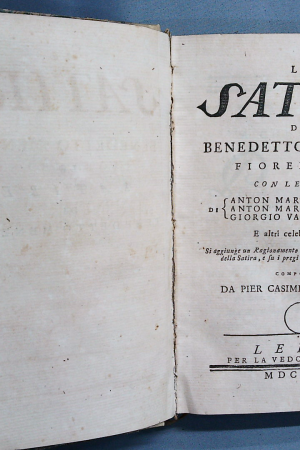 L
SAT
D
BENEDETTO
FIORE
CON LE
DI { ANTON MAR
ANTON MAR
GIORGIO VA
E altri celeb
Si aggiunge un Ragionamento
della Satira, e su i pregi
COMPO
DA PIER CASIMI
LE
PER LA VEDO
MDC